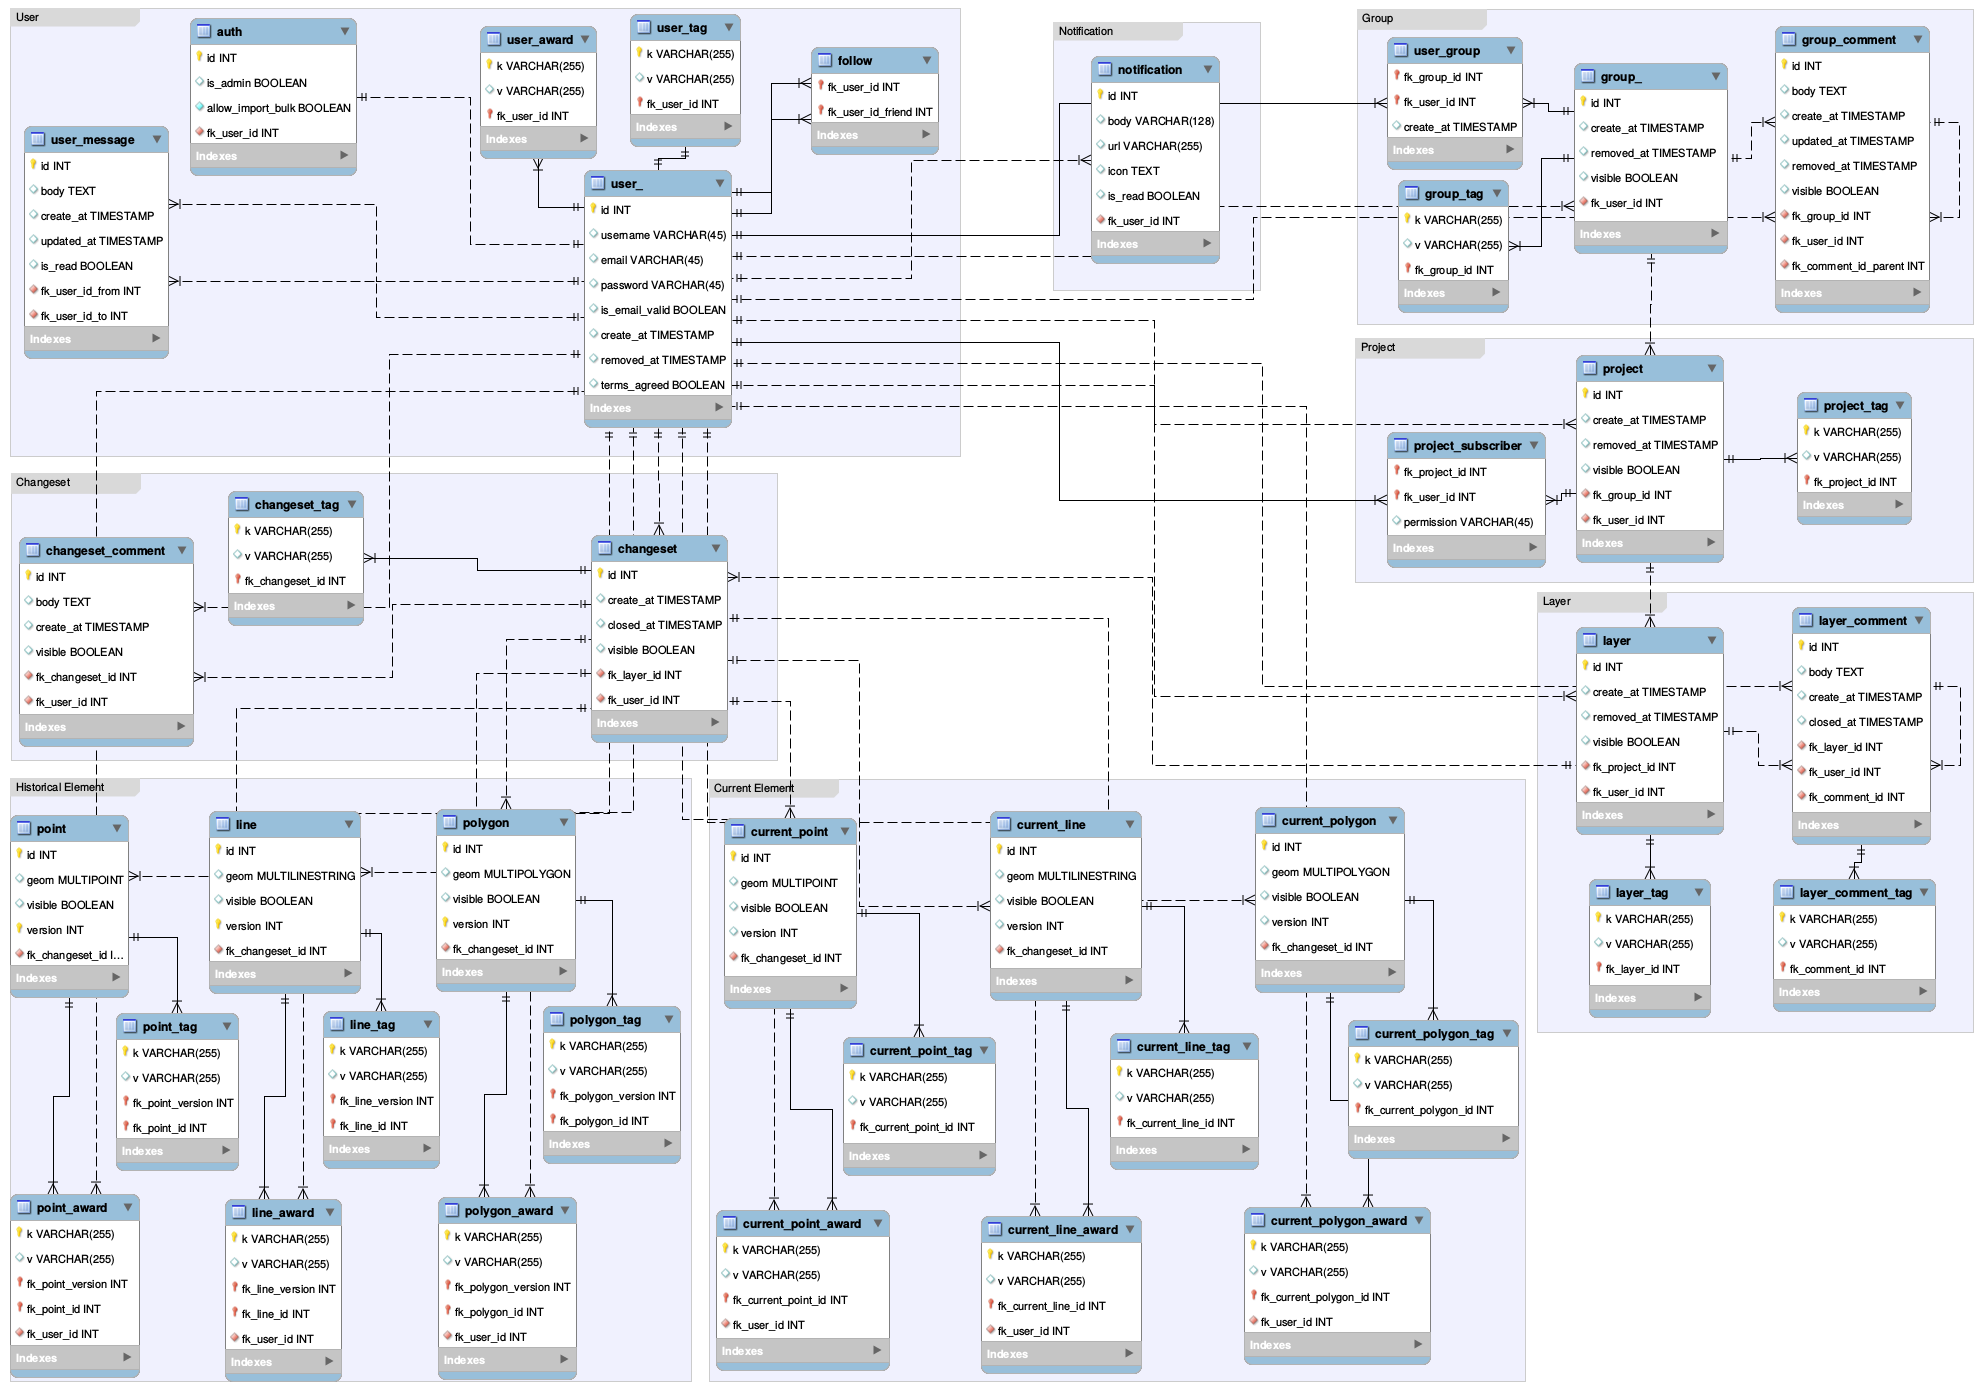 User
auth
id INT
is_admin BOOLEAN
allow_import_bulk BOOLEAN
fk_user_id INT
Indexes
user_award
k VARCHAR(255)
v VARCHAR(255)
fk_user_id INT
Indexes
user_tag
k VARCHAR(255)
v VARCHAR(255)
fk_user_id INT
Indexes
follow
fk_user_id INT
fk_user_id_friend INT
Indexes
user_message
id INT
body TEXT
create_at TIMESTAMP
updated_at TIMESTAMP
is_read BOOLEAN
fk_user_id_from INT
fk_user_id_to INT
Indexes
user_
id INT
username VARCHAR(45)
email VARCHAR(45)
password VARCHAR(45)
is_email_valid BOOLEAN
create_at TIMESTAMP
removed_at TIMESTAMP
terms_agreed BOOLEAN
Indexes
Notification
notification
id INT
body VARCHAR(128)
url VARCHAR(255)
icon TEXT
is_read BOOLEAN
fk_user_id INT
Indexes
Group
user_group
fk_group_id INT
fk_user_id INT
create_at TIMESTAMP
Indexes
group_tag
k VARCHAR(255)
v VARCHAR(255)
fk_group_id INT
Indexes
group_
id INT
create_at TIMESTAMP
removed_at TIMESTAMP
visible BOOLEAN
fk_user_id INT
Indexes
group_comment
id INT
body TEXT
create_at TIMESTAMP
updated_at TIMESTAMP
removed_at TIMESTAMP
visible BOOLEAN
fk_group_id INT
fk_user_id INT
fk_comment_id_parent INT
Indexes
Project
project
id INT
create_at TIMESTAMP
removed_at TIMESTAMP
visible BOOLEAN
fk_group_id INT
fk_user_id INT
Indexes
project_subscriber
fk_project_id INT
fk_user_id INT
permission VARCHAR(45)
Indexes
project_tag
k VARCHAR(255)
v VARCHAR(255)
fk_project_id INT
Indexes
Changeset
changeset_tag
k VARCHAR(255)
v VARCHAR(255)
fk_changeset_id INT
Indexes
changeset_comment
id INT
body TEXT
create_at TIMESTAMP
visible BOOLEAN
fk_changeset_id INT
fk_user_id INT
Indexes
changeset
id INT
create_at TIMESTAMP
closed_at TIMESTAMP
visible BOOLEAN
fk_layer_id INT
fk_user_id INT
Indexes
Layer
layer
id INT
create_at TIMESTAMP
removed_at TIMESTAMP
visible BOOLEAN
fk_project_id INT
fk_user_id INT
Indexes
layer_comment
id INT
body TEXT
create_at TIMESTAMP
closed_at TIMESTAMP
fk_layer_id INT
fk_user_id INT
fk_comment_id INT
Indexes
layer_tag
k VARCHAR(255)
v VARCHAR(255)
fk_layer_id INT
Indexes
layer_comment_tag
k VARCHAR(255)
v VARCHAR(255)
fk_comment_id INT
Indexes
Historical Element
point
id INT
geom MULTIPOINT
visible BOOLEAN
version INT
fk_changeset_id I...
Indexes
line
id INT
geom MULTILINESTRING
visible BOOLEAN
version INT
fk_changeset_id INT
Indexes
polygon
id INT
geom MULTIPOLYGON
visible BOOLEAN
version INT
fk_changeset_id INT
Indexes
point_tag
k VARCHAR(255)
v VARCHAR(255)
fk_point_version INT
fk_point_id INT
Indexes
line_tag
k VARCHAR(255)
v VARCHAR(255)
fk_line_version INT
fk_line_id INT
Indexes
polygon_tag
k VARCHAR(255)
v VARCHAR(255)
fk_polygon_version INT
fk_polygon_id INT
Indexes
point_award
k VARCHAR(255)
v VARCHAR(255)
fk_point_version INT
fk_point_id INT
fk_user_id INT
Indexes
line_award
k VARCHAR(255)
v VARCHAR(255)
fk_line_version INT
fk_line_id INT
fk_user_id INT
Indexes
polygon_award
k VARCHAR(255)
v VARCHAR(255)
fk_polygon_version INT
fk_polygon_id INT
fk_user_id INT
Indexes
Current Element
current_point
id INT
geom MULTIPOINT
visible BOOLEAN
version INT
fk_changeset_id INT
Indexes
current_line
id INT
geom MULTILINESTRING
visible BOOLEAN
version INT
fk_changeset_id INT
Indexes
current_polygon
id INT
geom MULTIPOLYGON
visible BOOLEAN
version INT
fk_changeset_id INT
Indexes
current_point_tag
k VARCHAR(255)
v VARCHAR(255)
fk_current_point_id INT
Indexes
current_line_tag
k VARCHAR(255)
v VARCHAR(255)
fk_current_line_id INT
Indexes
current_polygon_tag
k VARCHAR(255)
v VARCHAR(255)
fk_current_polygon_id INT
Indexes
current_point_award
k VARCHAR(255)
v VARCHAR(255)
fk_current_point_id INT
fk_user_id INT
Indexes
current_line_award
k VARCHAR(255)
v VARCHAR(255)
fk_current_line_id INT
fk_user_id INT
Indexes
current_polygon_award
k VARCHAR(255)
v VARCHAR(255)
fk_current_polygon_id INT
fk_user_id INT
Indexes